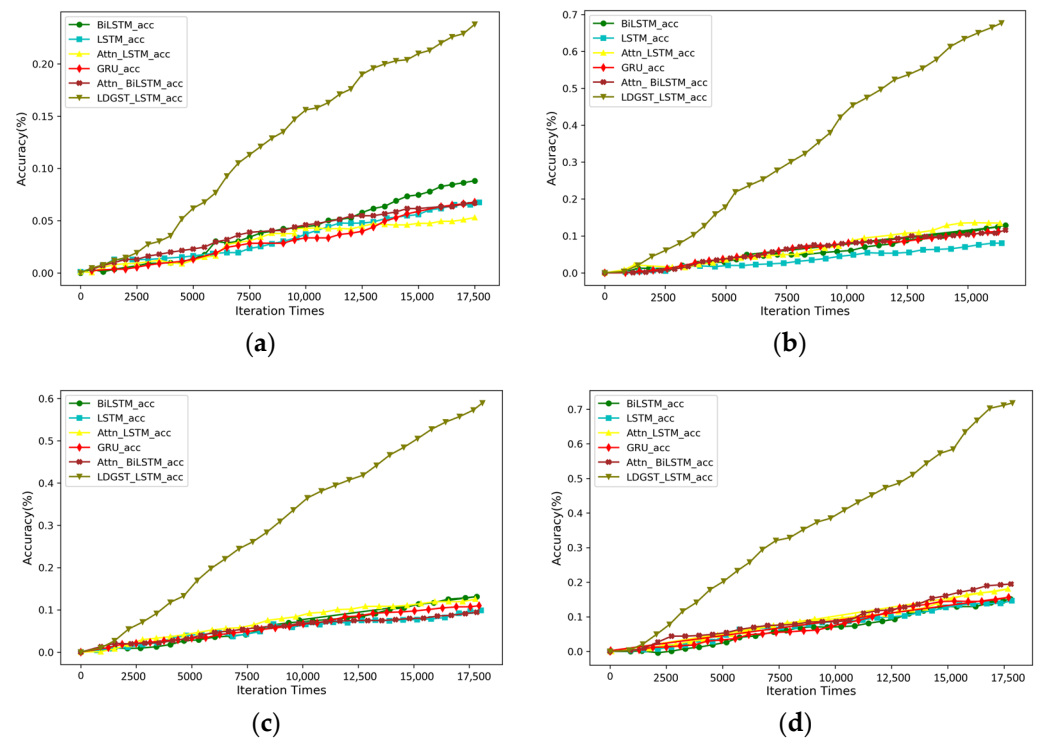 BiLSTM_acc
LSTM_acc
Attn_LSTM_acc
GRU_acc
Attn_ BiLSTM_acc
LDGST_LSTM_acc
Accuracy(%)
0.20
0.15
0.10
0.05
0.00
0 2500 5000 7500 10,000 12,500 15,000 17,500
Iteration Times
(a)
BiLSTM_acc
LSTM_acc
Attn_LSTM_acc
GRU_acc
Attn_ BiLSTM_acc
LDGST_LSTM_acc
Accuracy(%)
0.7
0.6
0.5
0.4
0.3
0.2
0.1
0.0
0 2500 5000 7500 10,000 12,500 15,000
Iteration Times
(b)
BiLSTM_acc
LSTM_acc
Attn_LSTM_acc
GRU_acc
Attn_ BiLSTM_acc
LDGST_LSTM_acc
Accuracy(%)
0.6
0.5
0.4
0.3
0.2
0.1
0.0
0 2500 5000 7500 10,000 12,500 15,000 17,500
Iteration Times
(c)
BiLSTM_acc
LSTM_acc
Attn_LSTM_acc
GRU_acc
Attn_ BiLSTM_acc
LDGST_LSTM_acc
Accuracy(%)
0.7
0.6
0.5
0.4
0.3
0.2
0.1
0.0
0 2500 5000 7500 10,000 12,500 15,000 17,500
Iteration Times
(d)